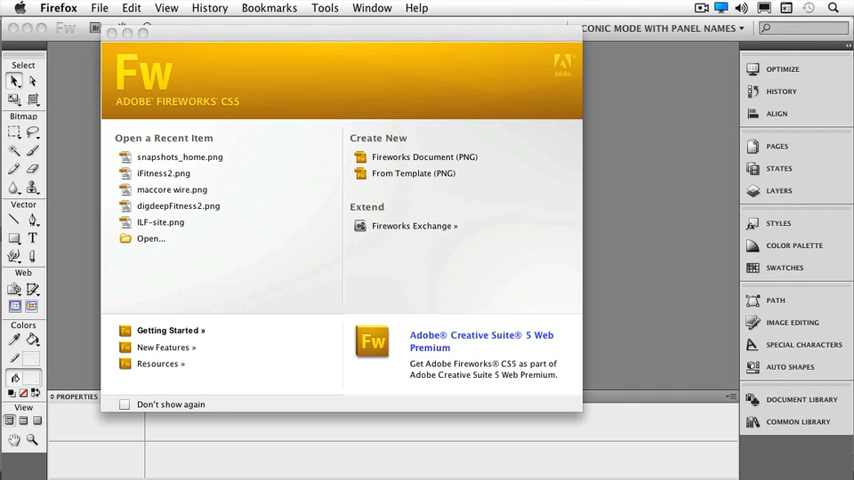 Firefox File Edit View History Bookmarks Tools Window Help
Fw Br ICONIC MODE WITH PANEL NAMES
Fw
ADOBE® FIREWORKS® CS5
Adobe
Open a Recent Item
snapshots_home.png
iFitness2.png
maccore wire.png
digdeepFitness2.png
ILF-site.png
Open...
Create New
Fireworks Document (PNG)
From Template (PNG)
Extend
Fireworks Exchange »
Getting Started »
New Features »
Resources »
Fw
Adobe® Creative Suite® 5 Web
Premium
Get Adobe Fireworks® CS5 as part of
Adobe Creative Suite 5 Web Premium.
Don't show again
Select
Bitmap
Vector
Web
Colors
View
PROPERTIES
OPTIMIZE
HISTORY
ALIGN
PAGES
STATES
LAYERS
STYLES
COLOR PALETTE
SWATCHES
PATH
IMAGE EDITING
SPECIAL CHARACTERS
AUTO SHAPES
DOCUMENT LIBRARY
COMMON LIBRARY